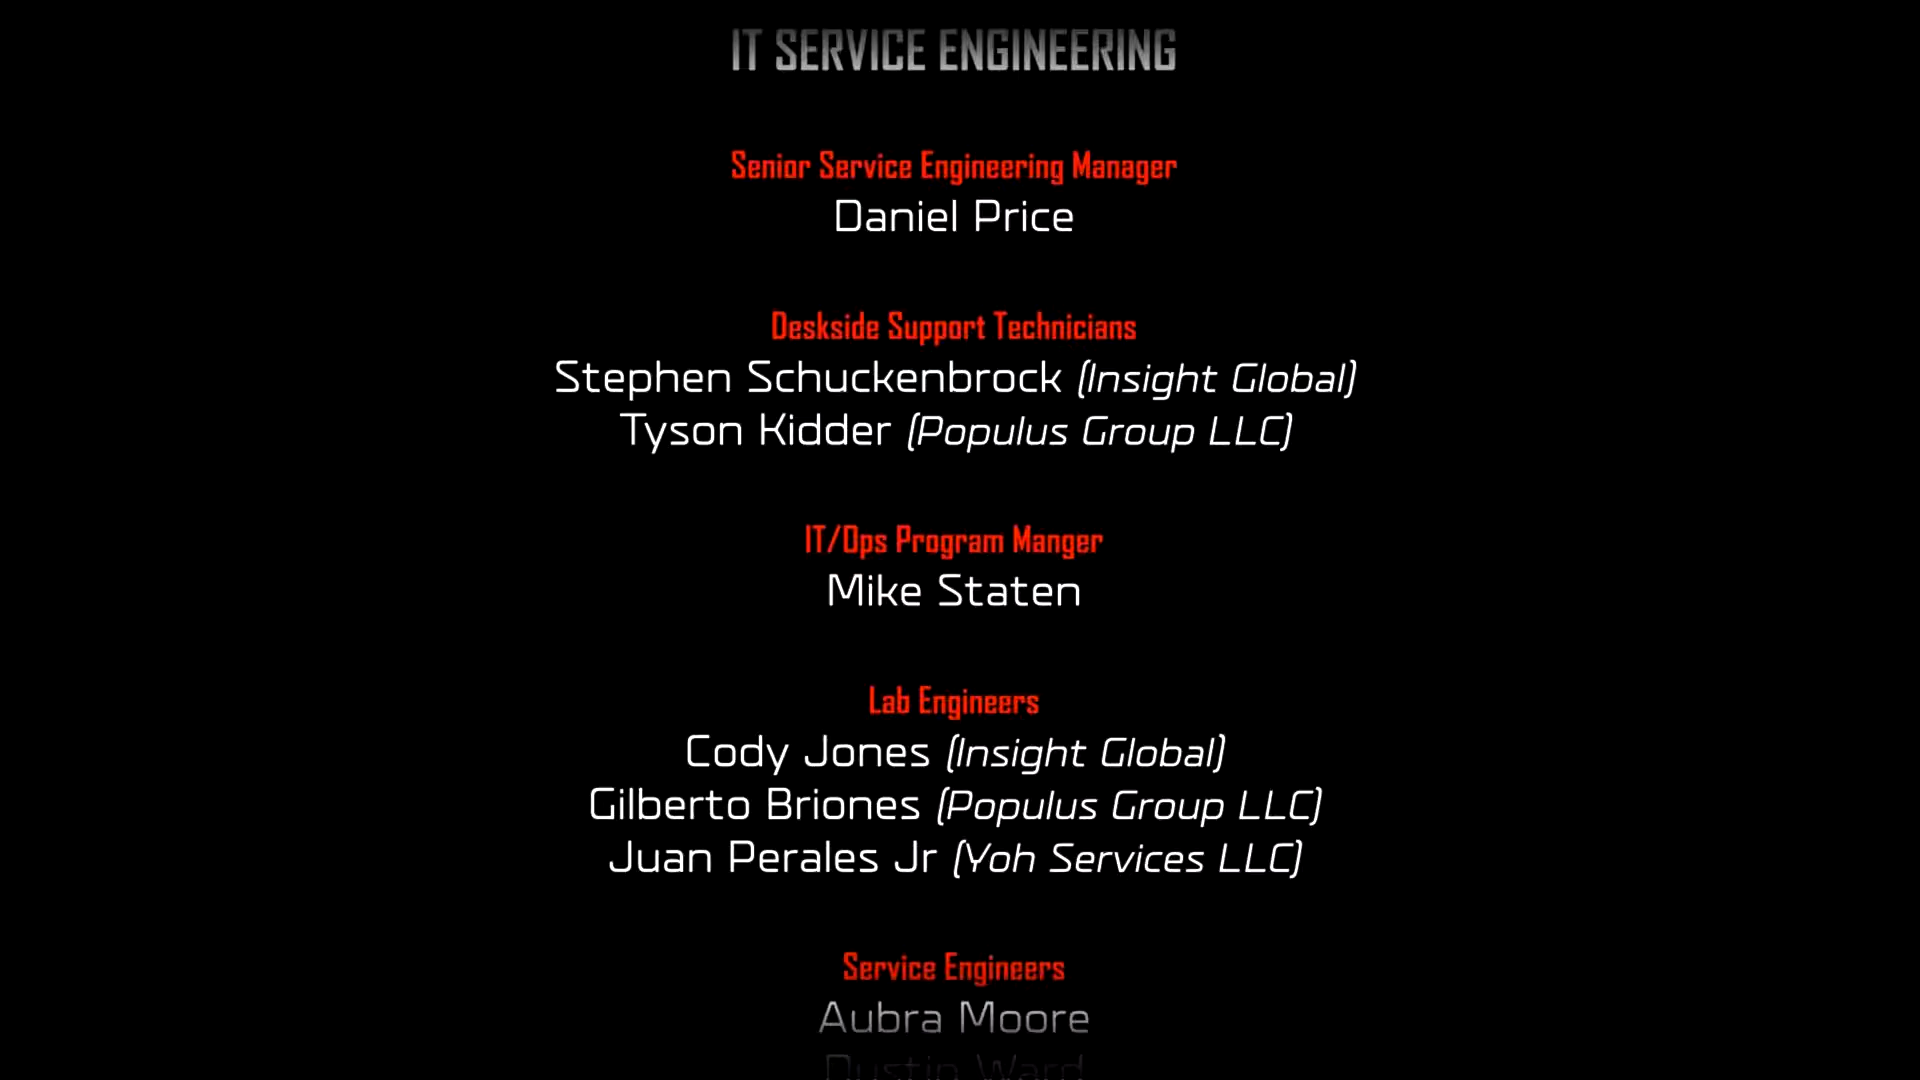 IT SERVICE ENGINEERING
Senior Service Engineering Manager
Daniel Price
Deskside Support Technicians
Stephen Schuckenbrock (Insight Global)
Tyson Kidder (Populus Group LLC)
IT/Ops Program Manger
Mike Staten
Lab Engineers
Cody Jones (Insight Global)
Gilberto Briones (Populus Group LLC)
Juan Perales Jr (Yoh Services LLC)
Service Engineers
Aubra Moore
Dustin Ward